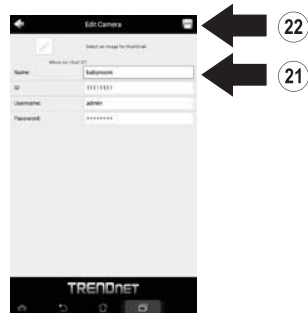 Edit Camera
22
Select an image for thumbnail
Where do I find it?
Name: babyroom
21
ID
Username: admin
Password: ********
TRENDNET